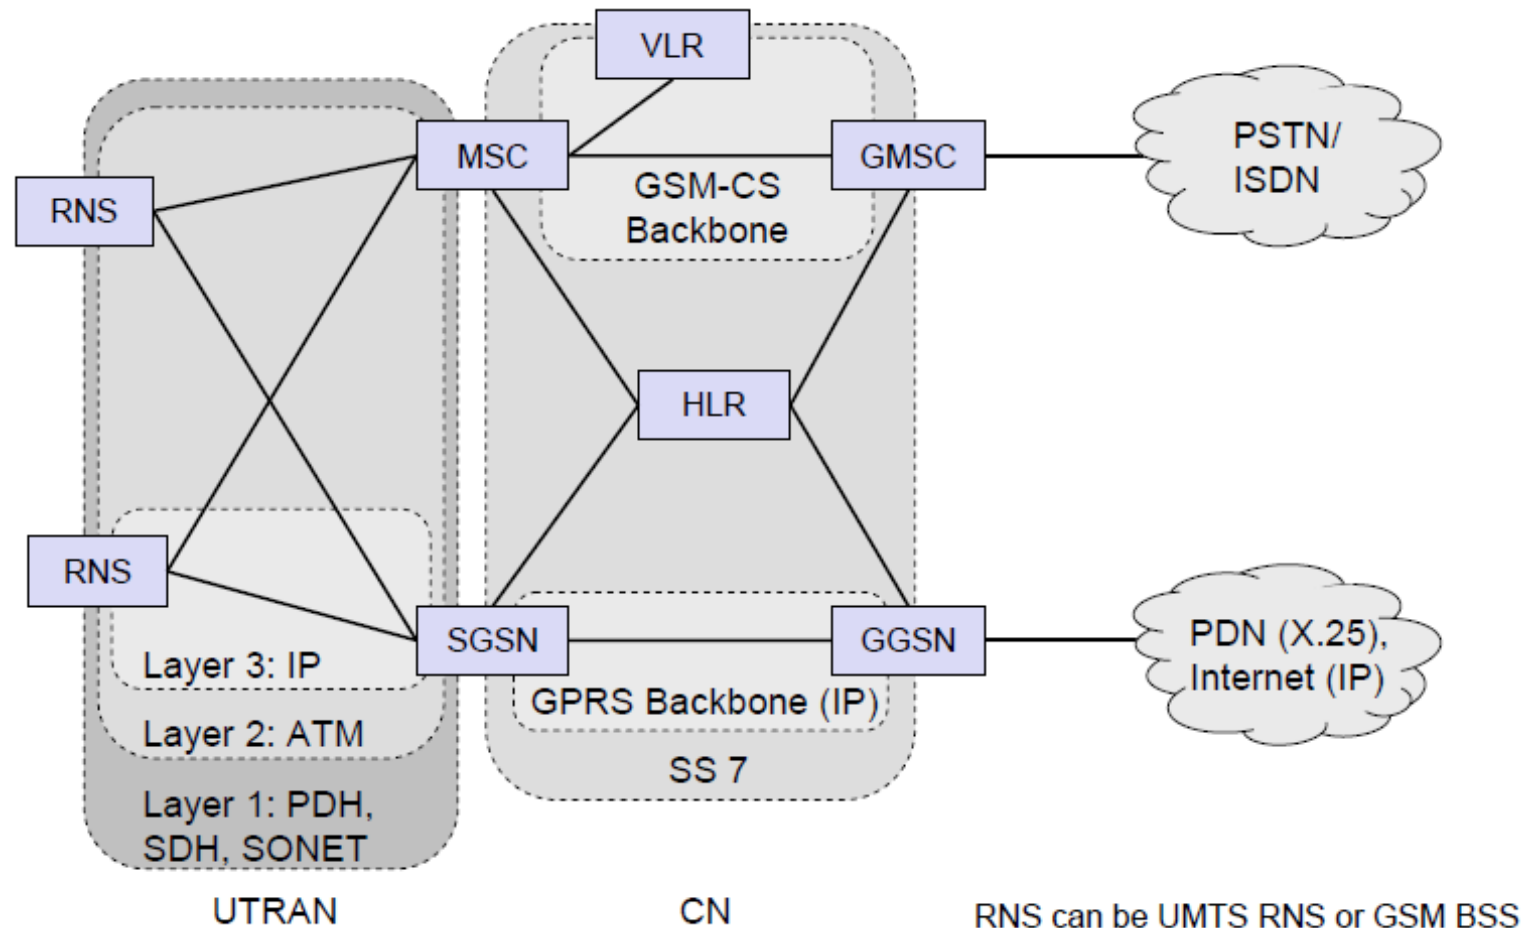 VLR
MSC
GMSC
PSTN/
ISDN
GSM-CS
Backbone
RNS
HLR
RNS
SGSN
GGSN
PDN (X.25),
Internet (IP)
Layer 3: IP
GPRS Backbone (IP)
Layer 2: ATM
SS 7
Layer 1: PDH,
SDH, SONET
UTRAN
CN
RNS can be UMTS RNS or GSM BSS